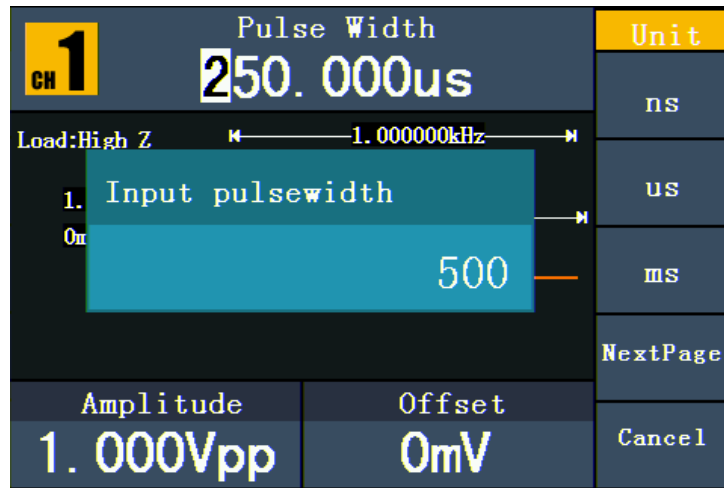 CH 1
Pulse Width
250.000us
Load:High Z
1.000000kHz
1.
0m
Input pulsewidth
500
Amplitude
1.000Vpp
Offset
0mV
Unit
ns
us
ms
NextPage
Cancel